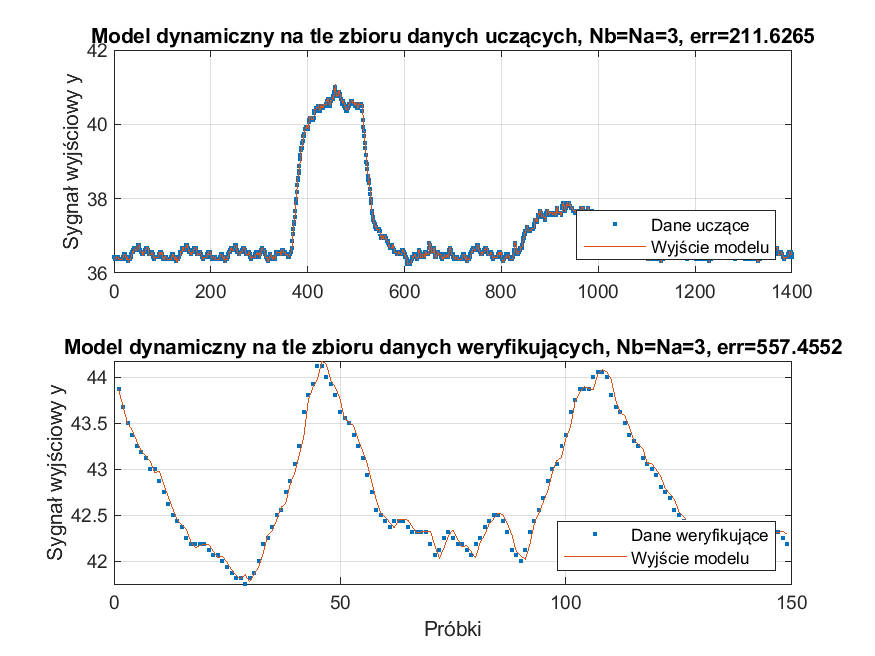 Model dynamiczny na tle zbioru danych uczących, Nb=Na=3, err=211.6265
42
40
38
36
Sygnał wyjściowy y
0 200 400 600 800 1000 1200 1400
Dane uczące
Wyjście modelu
Model dynamiczny na tle zbioru danych weryfikujących, Nb=Na=3, err=557.4552
44
43.5
43
42.5
42
Sygnał wyjściowy y
0 50 100 150
Dane weryfikujące
Wyjście modelu
Próbki